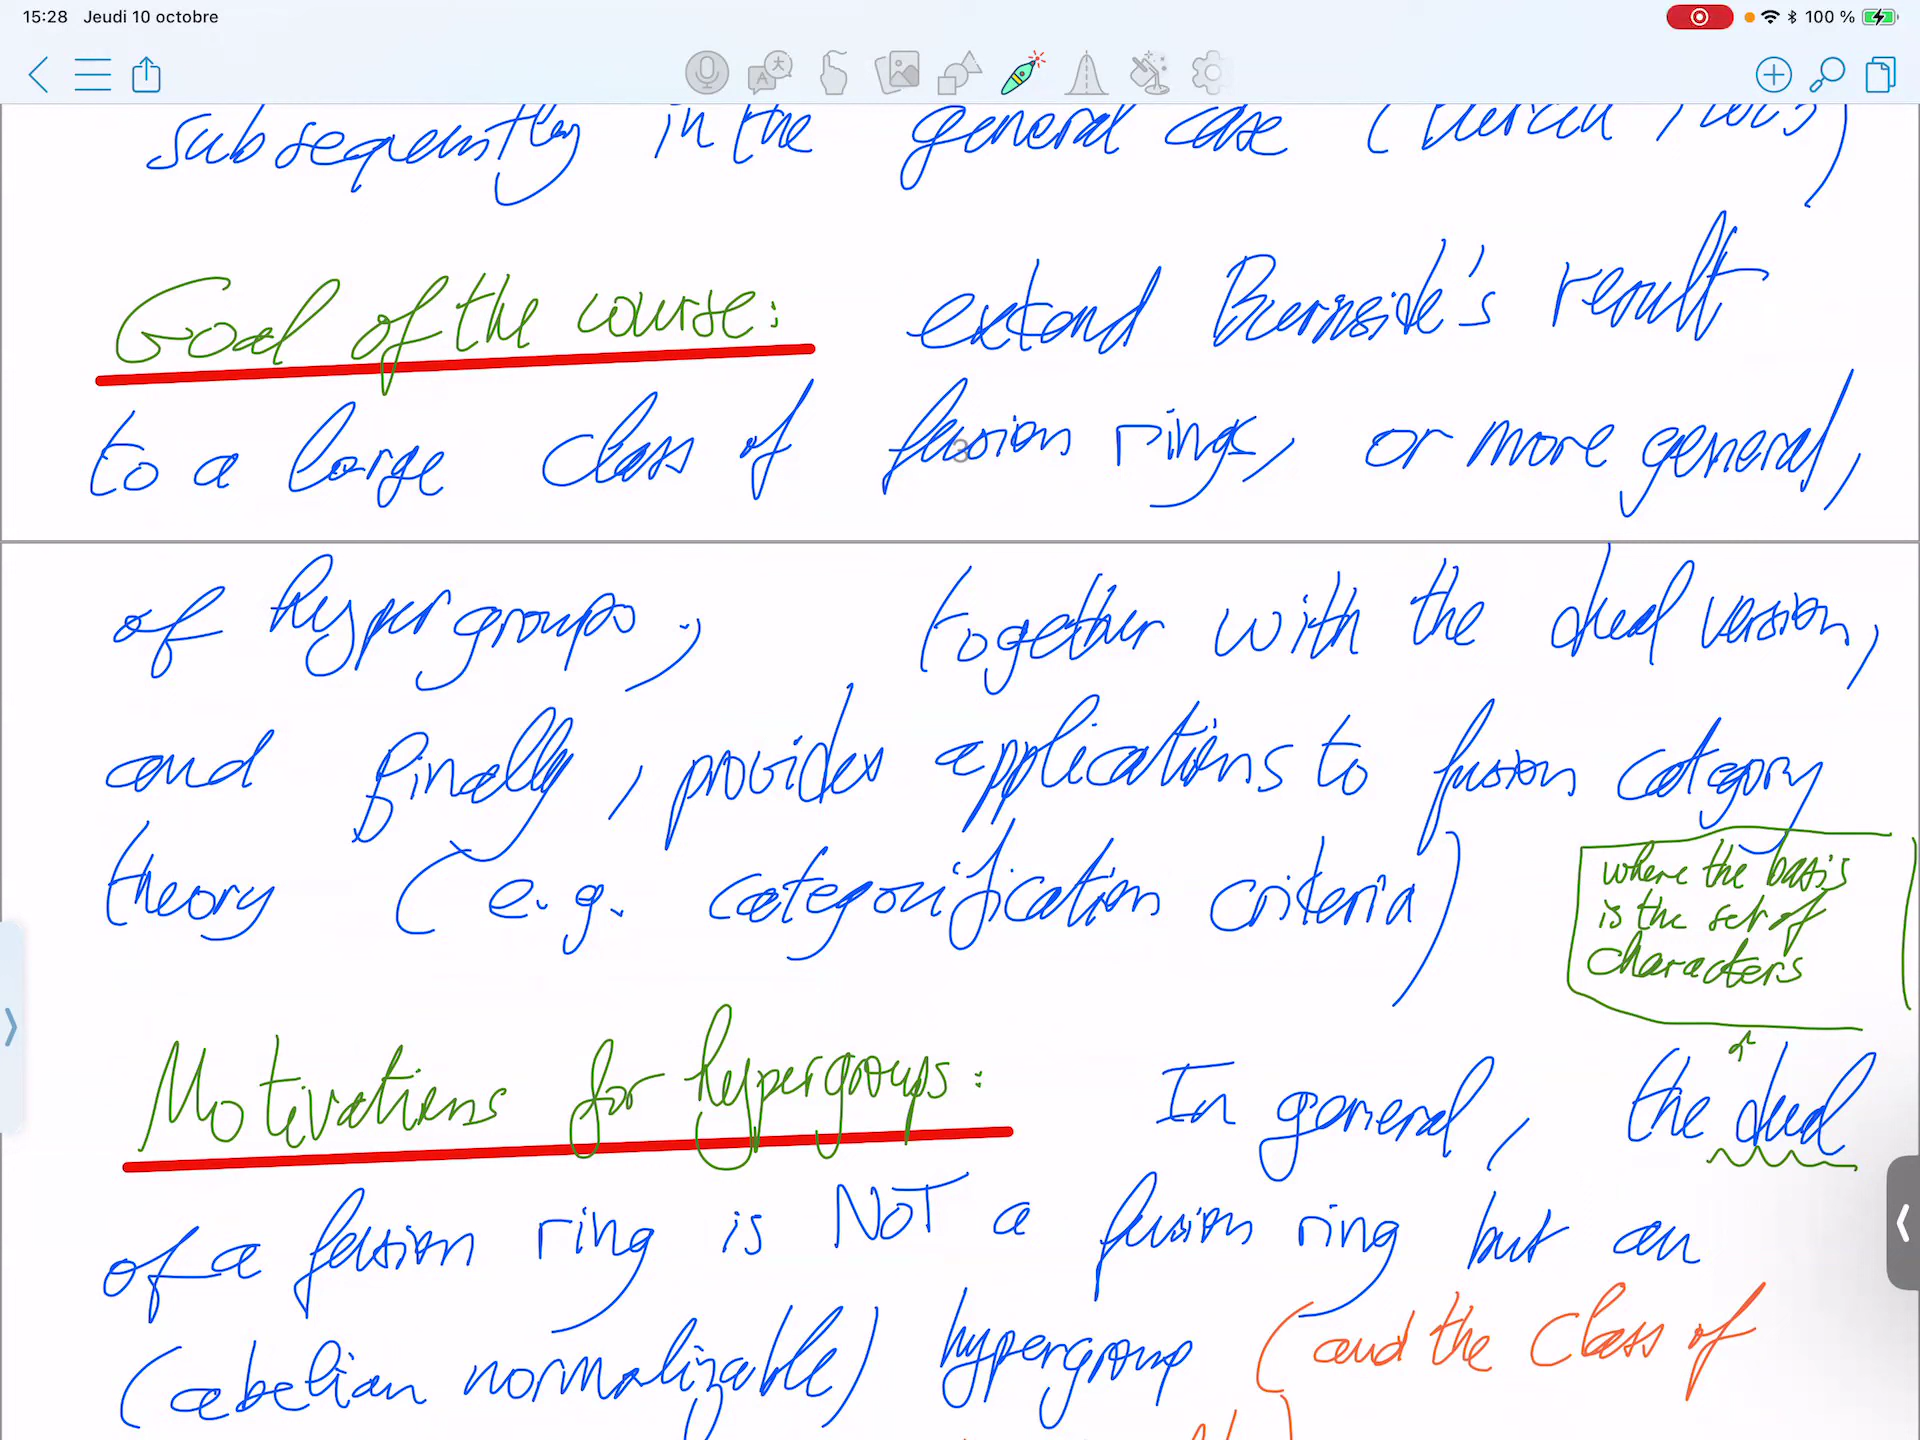 15:28 Jeudi 10 octobre
100 %
subsequently in the general case (
Goal of the course: extend Burnside's result
to a large class of fusion rings, or more general,
3
of hypergroups, together with the dual version,
and finally, provides applications to fusion category
theory (e.g. categorification criteria)
where the basis
is the set of
characters
Motivations for hypergroups: In general, the dual
of a fusion ring is NOT a fusion ring but an
(abelian normalizable) hypergroup (and the class of